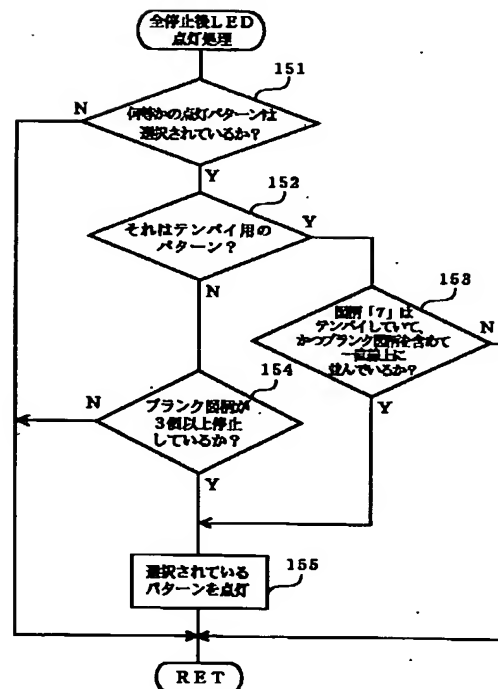 全停止後LED
点灯処理
151
何等かの点灯パターンは
選択されているか?
N
Y
152
それはテンパイ用の
パターン?
Y
N
153
図柄「7」は
テンパイしていて、
かつブランク図柄を含めて
一直線上に
並んでいるか?
N
Y
154
ブランク図柄が
3個以上停止
しているか?
N
Y
155
選択されている
パターンを点灯
RET